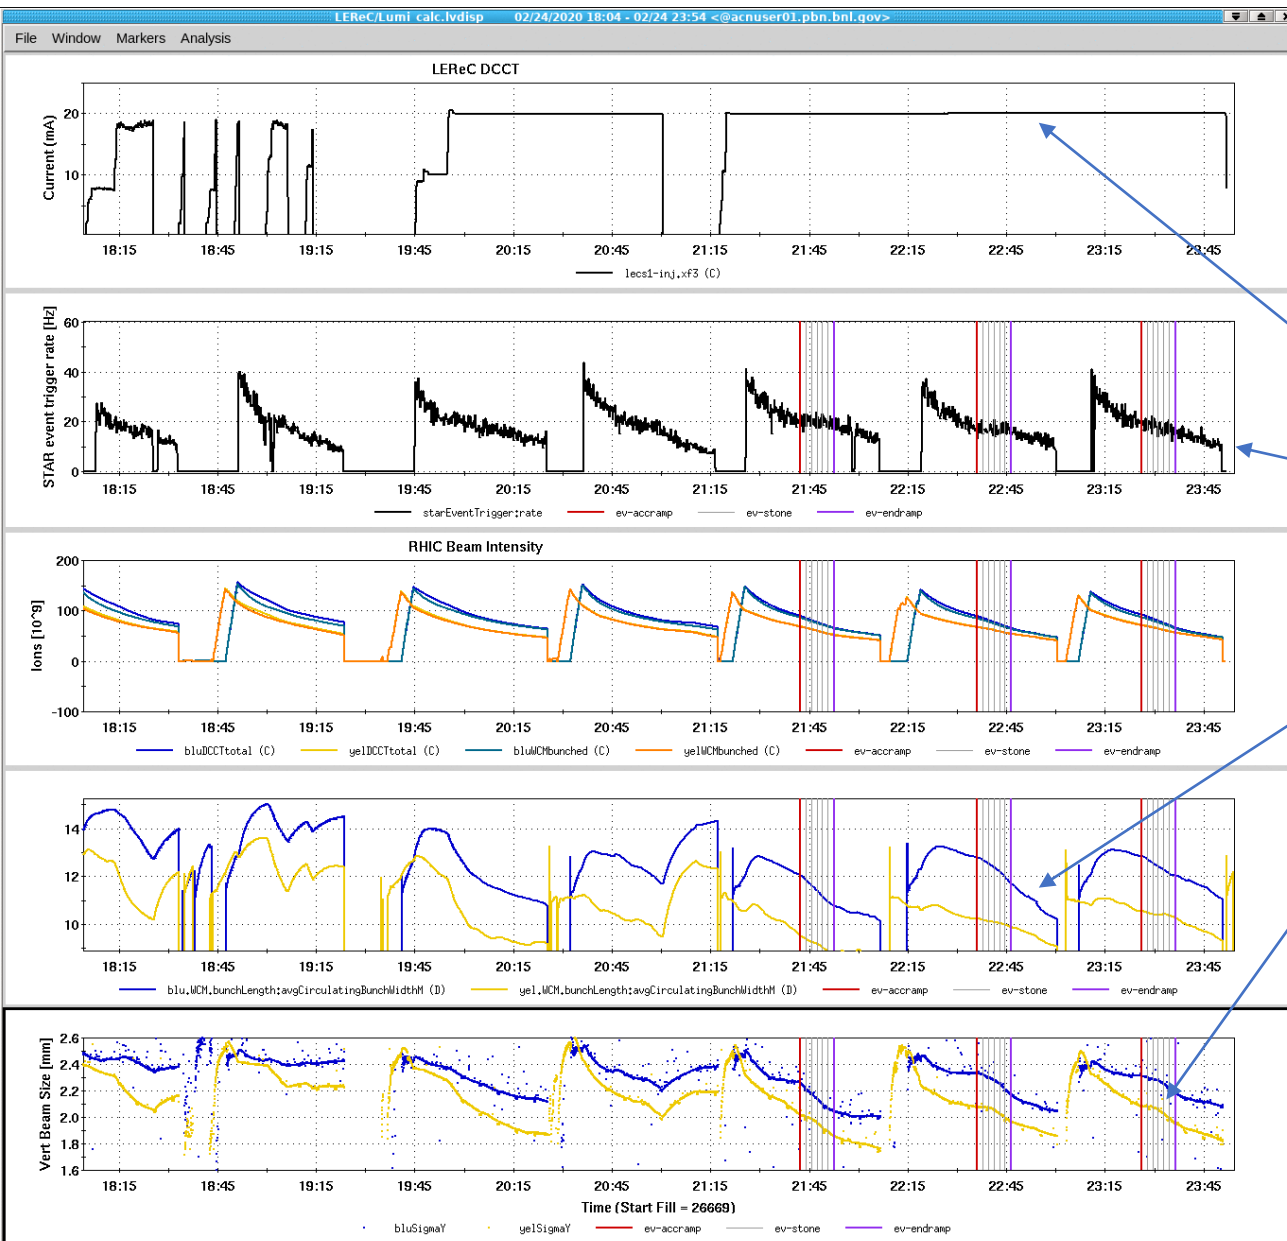 LEReC/Lumi calc.lvdisp 02/24/2020 18:04 - 02/24 23:54 <@acnuser01.pbn.bnl.gov>
File Window Markers Analysis
LEReC DCCT
Current (mA)
20
10
18:15 18:45 19:15 19:45 20:15 20:45 21:15 21:45 22:15 22:45 23:15 23:45
lecs1-inj.xf3 (C)
STAR event trigger rate [Hz]
60
40
20
0
18:15 18:45 19:15 19:45 20:15 20:45 21:15 21:45 22:15 22:45 23:15 23:45
starEventTrigger:rate ev-accramp ev-stone ev-endramp
RHIC Beam Intensity
Ions [10^9]
200
100
0
-100
18:15 18:45 19:15 19:45 20:15 20:45 21:15 21:45 22:15 22:45 23:15 23:45
bluDCCTtotal (C) yelDCCTtotal (C) bluWCMbunched (C) yelWCMbunched (C) ev-accramp ev-stone ev-endramp
14
12
10
18:15 18:45 19:15 19:45 20:15 20:45 21:15 21:45 22:15 22:45 23:15 23:45
blu.WCM.bunchLength:avgCirculatingBunchWidthM (D) yel.WCM.bunchLength:avgCirculatingBunchWidthM (D) ev-accramp ev-stone ev-endramp
Vert Beam Size [mm]
2.6
2.4
2.2
2.0
1.8
1.6
18:15 18:45 19:15 19:45 20:15 20:45 21:15 21:45 22:15 22:45 23:15 23:45
Time (Start Fill = 26669)
bluSigmaY yelSigmaY ev-accramp ev-stone ev-endramp